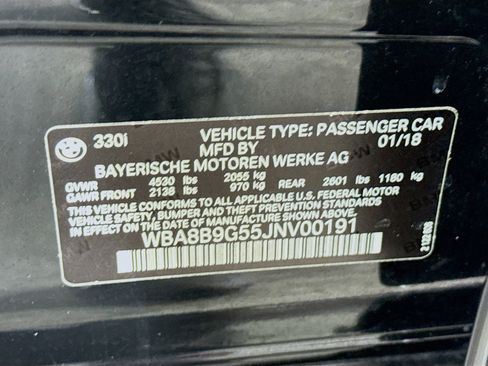 330i VEHICLE TYPE: PASSENGER CAR
MFD BY 01/18
BAYERISCHE MOTOREN WERKE AG
GVWR 4530 lbs 2055 kg
GAWR FRONT 2138 lbs 970 kg REAR 2601 lbs 1180 kg
THIS VEHICLE CONFORMS TO ALL APPLICABLE U.S. FEDERAL MOTOR
VEHICLE SAFETY, BUMPER, AND THEFT PREVENTION STANDARDS IN
EFFECT ON THE DATE OF MANUFACTURE SHOWN ABOVE.
WBA8B9G55JNV00191